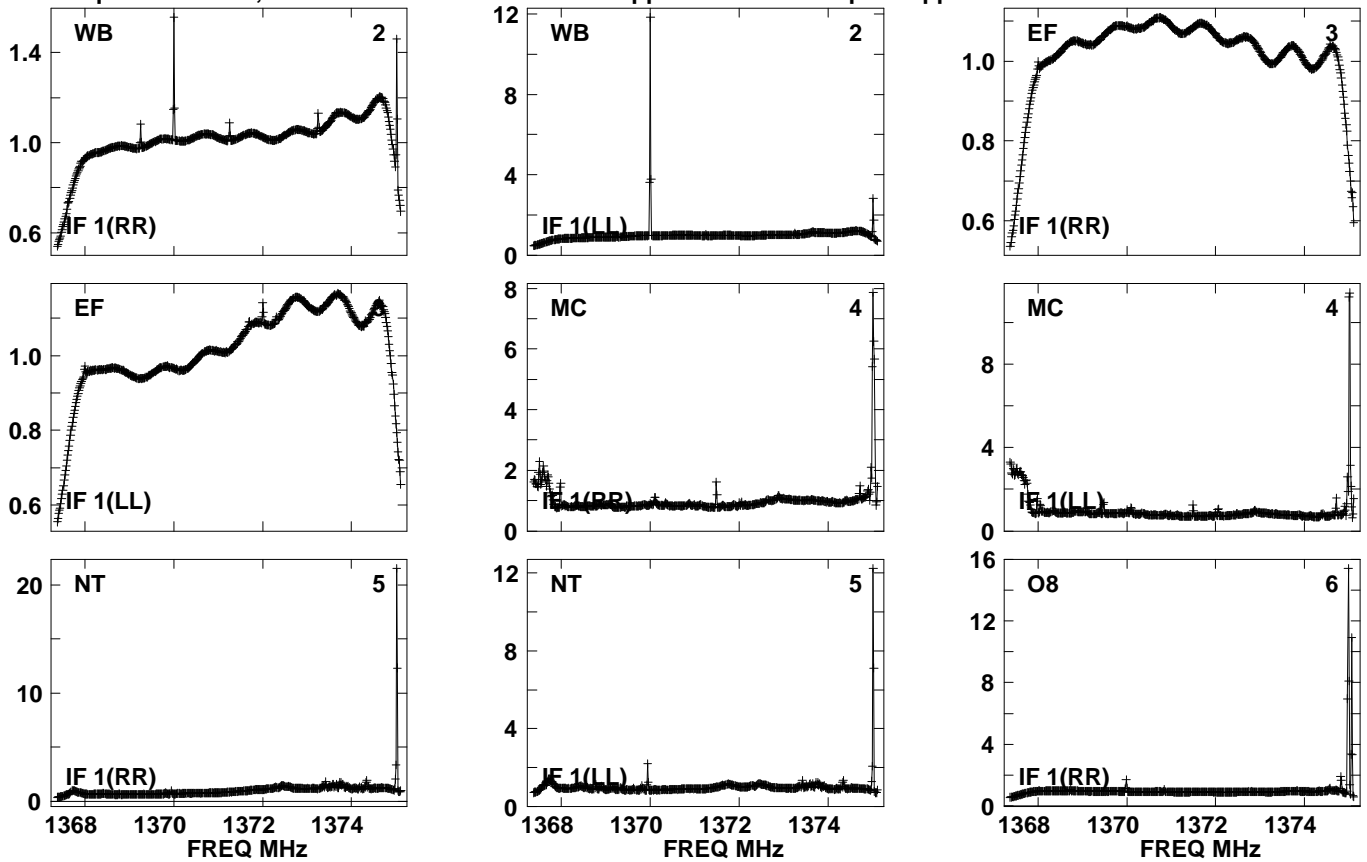 WB 2
1.4
1.0
0.6
IF 1(RR)
WB 2
12
8
4
0
IF 1(LL)
EF 3
1.0
0.8
0.6
IF 1(RR)
EF
1.0
0.8
0.6
IF 1(LL)
MC 4
8
6
4
2
0
IF 1(RR)
MC 4
8
4
0
IF 1(LL)
NT 5
20
10
0
IF 1(RR)
1368 1370 1372 1374
FREQ MHz
NT 5
12
8
4
0
IF 1(LL)
1368 1370 1372 1374
FREQ MHz
O8 6
16
12
8
4
0
IF 1(RR)
1368 1370 1372 1374
FREQ MHz